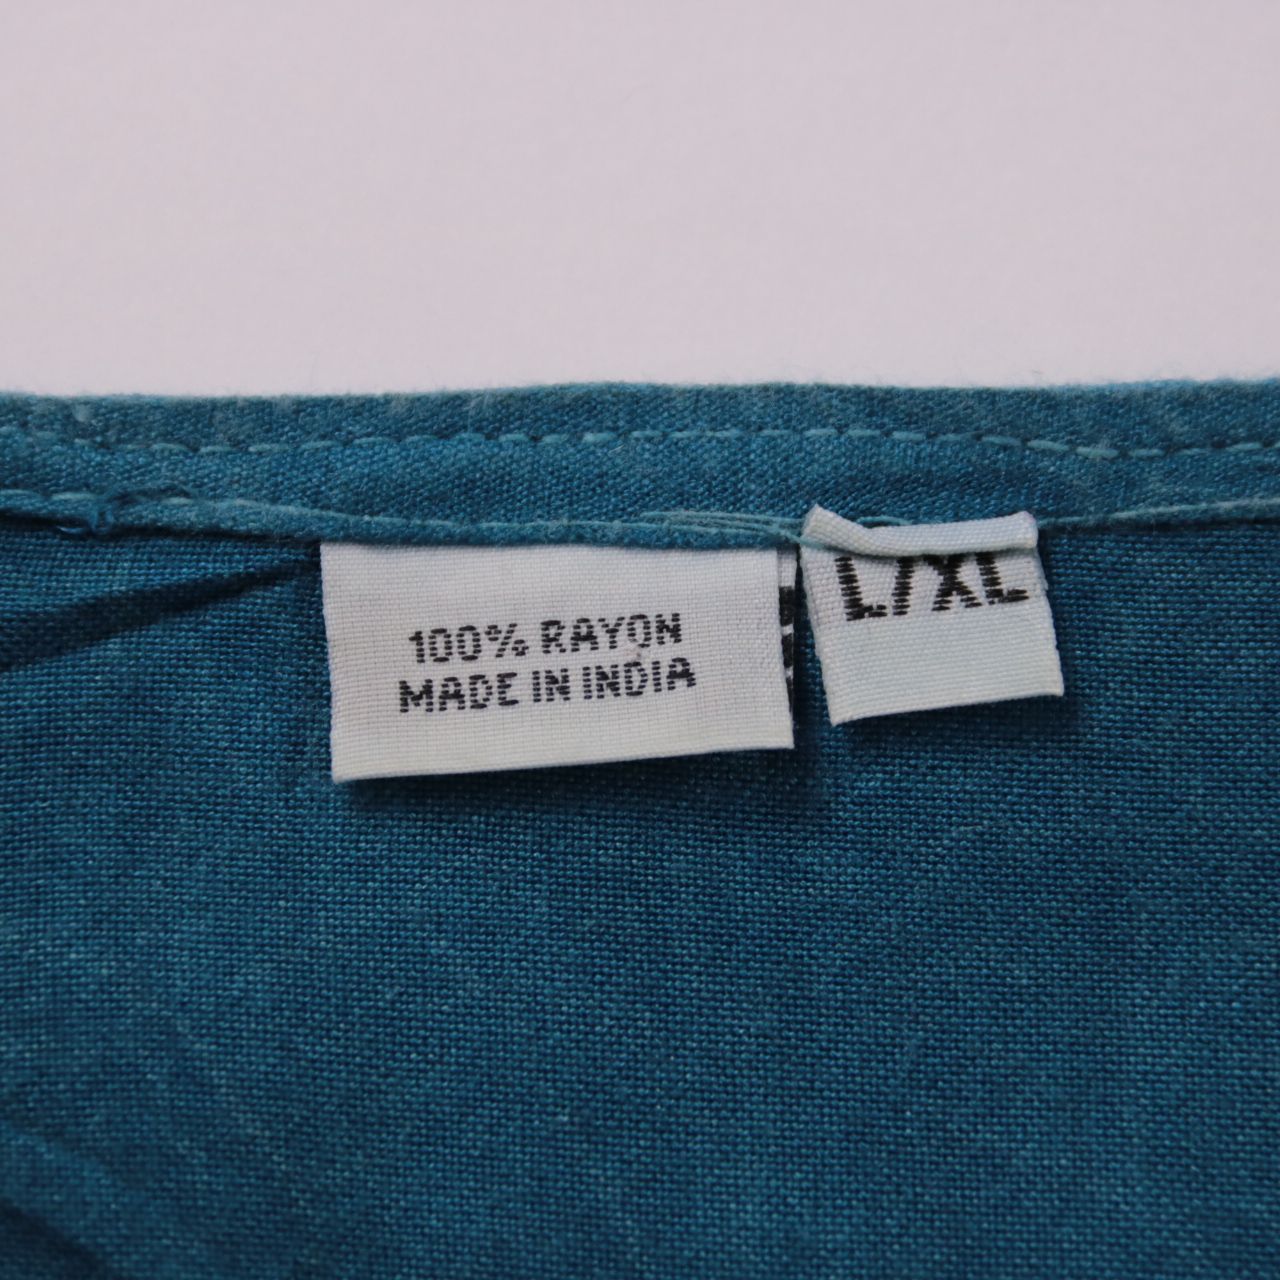 100% RAYON
MADE IN INDIA
L/XL